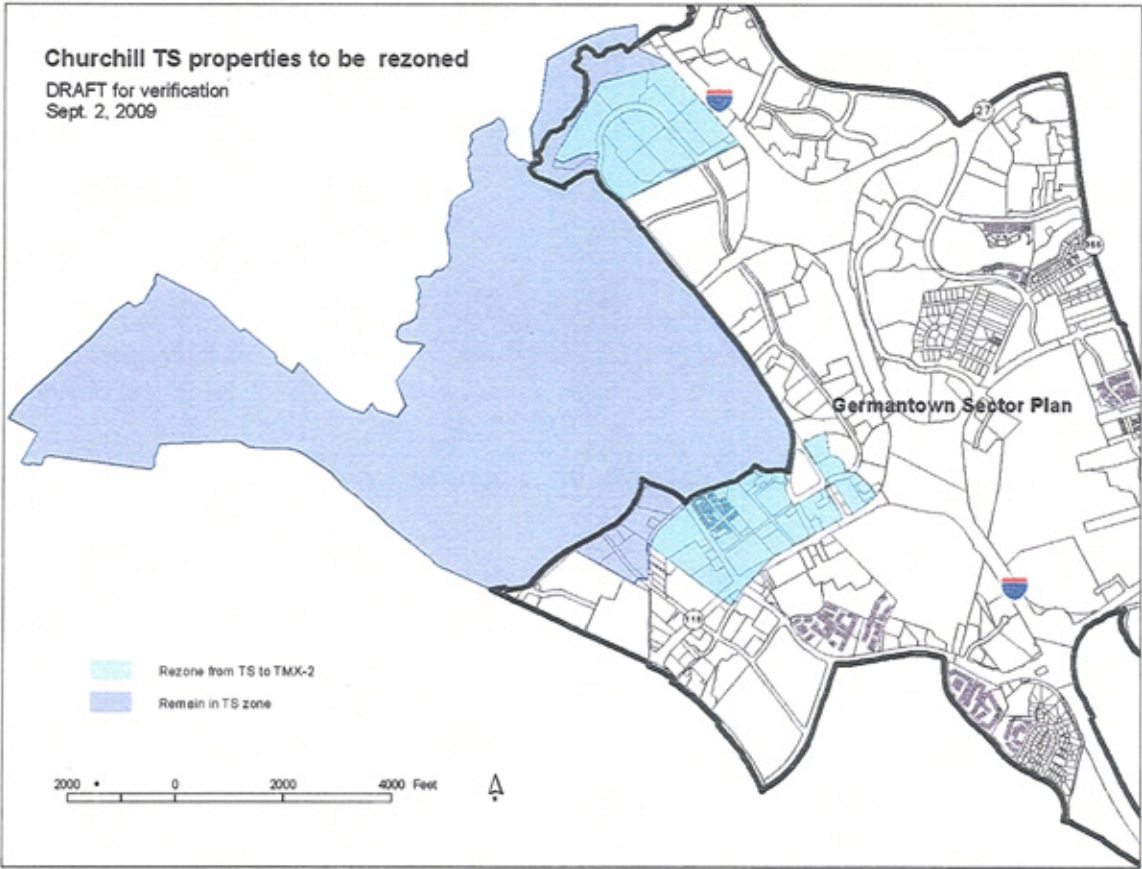 Churchill TS properties to be rezoned
DRAFT for verification
Sept. 2, 2009
27
355
Germantown Sector Plan
118
Rezone from TS to TMX-2
Remain in TS zone
2000
0
2000
4000 Feet